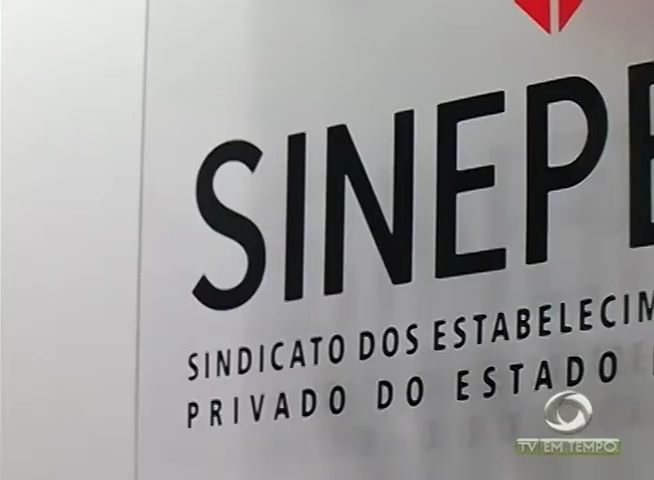 SINEPE
SINDICATO DOS ESTABELECIM
PRIVADO DO ESTADO
TV EM TEMPO